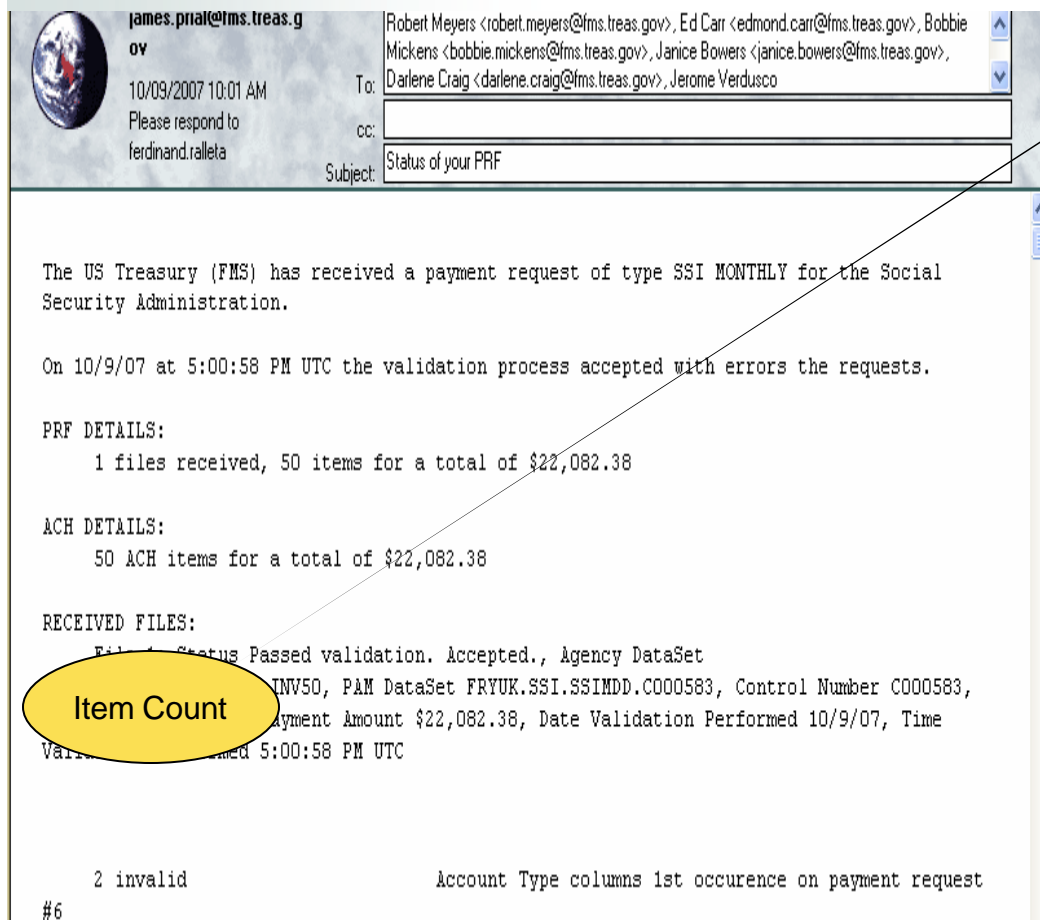 james.prial@fms.treas.g
ov
10/09/2007 10:01 AM
Please respond to
ferdinand.ralleta
To:
Robert Meyers <robert.meyers@fms.treas.gov>, Ed Carr <edmond.carr@fms.treas.gov>, Bobbie
Mickens <bobbie.mickens@fms.treas.gov>, Janice Bowers <janice.bowers@fms.treas.gov>,
Darlene Craig <darlene.craig@fms.treas.gov>, Jerome Verdusco
cc:
Subject: Status of your PRF
The US Treasury (FMS) has received a payment request of type SSI MONTHLY for the Social
Security Administration.
On 10/9/07 at 5:00:58 PM UTC the validation process accepted with errors the requests.
PRF DETAILS:
1 files received, 50 items for a total of $22,082.38
ACH DETAILS:
50 ACH items for a total of $22,082.38
RECEIVED FILES:
Status Passed validation. Accepted., Agency DataSet
INV50, PAM DataSet FRYUK.SSI.SSIMDD.C000583, Control Number C000583,
Amount $22,082.38, Date Validation Performed 10/9/07, Time
5:00:58 PM UTC
Item Count
2 invalid Account Type columns 1st occurence on payment request
#6